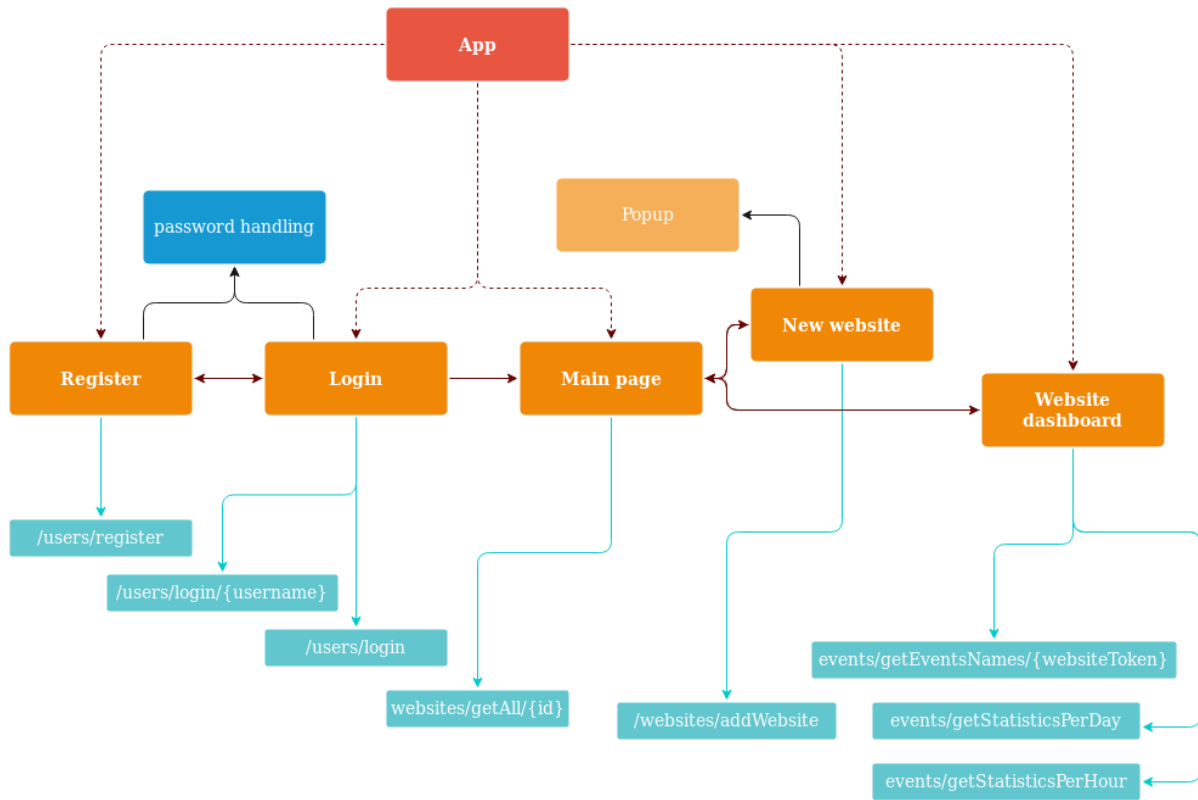 App
Popup
password handling
New website
Register
Login
Main page
Website
dashboard
/users/register
/users/login/{username}
/users/login
events/getEventsNames/{websiteToken}
websites/getAll/{id}
/websites/addWebsite
events/getStatisticsPerDay
events/getStatisticsPerHour